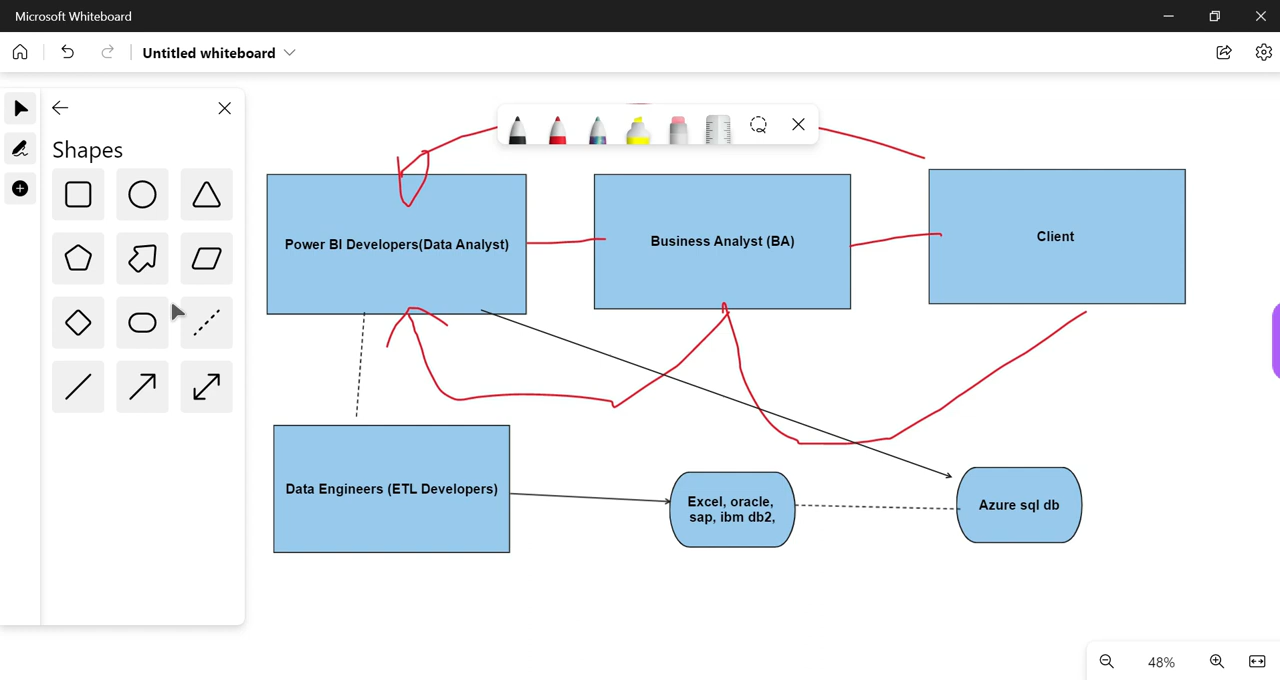 Microsoft Whiteboard
Untitled whiteboard
Shapes
Power BI Developers(Data Analyst)
Business Analyst (BA)
Client
Data Engineers (ETL Developers)
Excel, oracle,
sap, ibm db2,
Azure sql db
48%